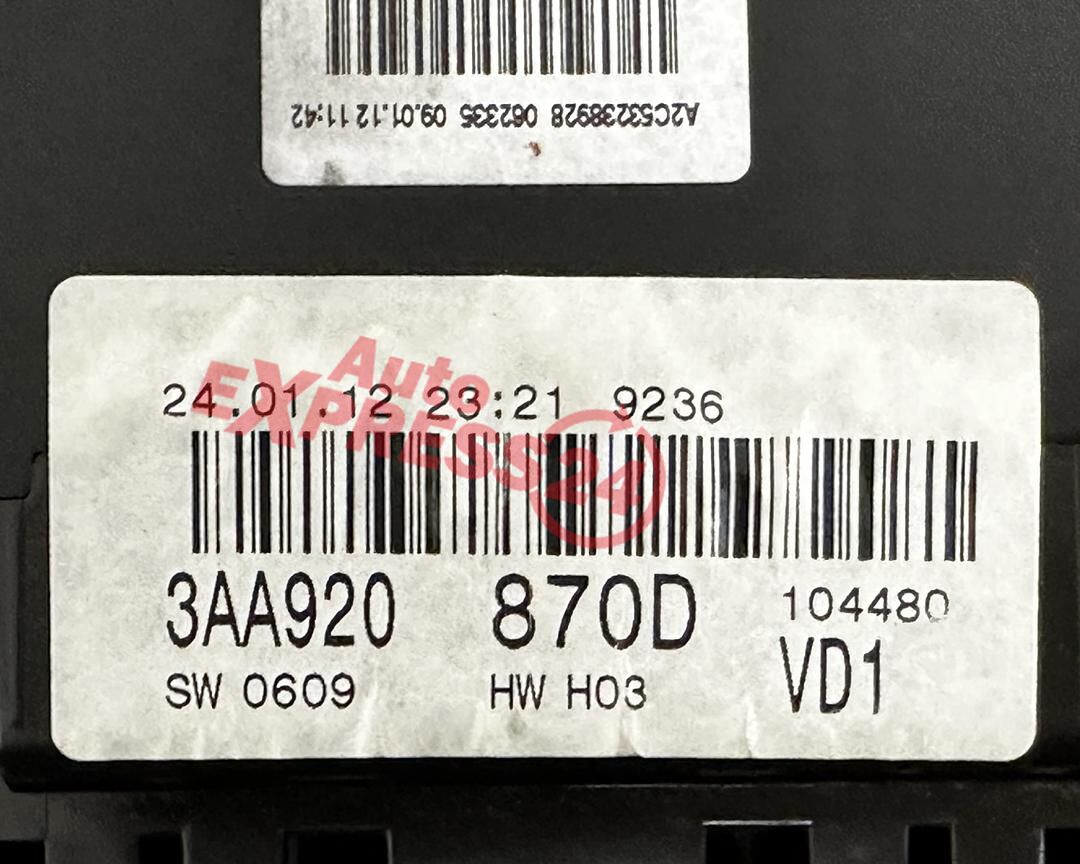 A2C53238928 062335 09.01.12 11:42
24.01.12 23:21 9236
Auto
EXPRESS24
3AA920 870D 104480
SW 0609 HW H03 VD1